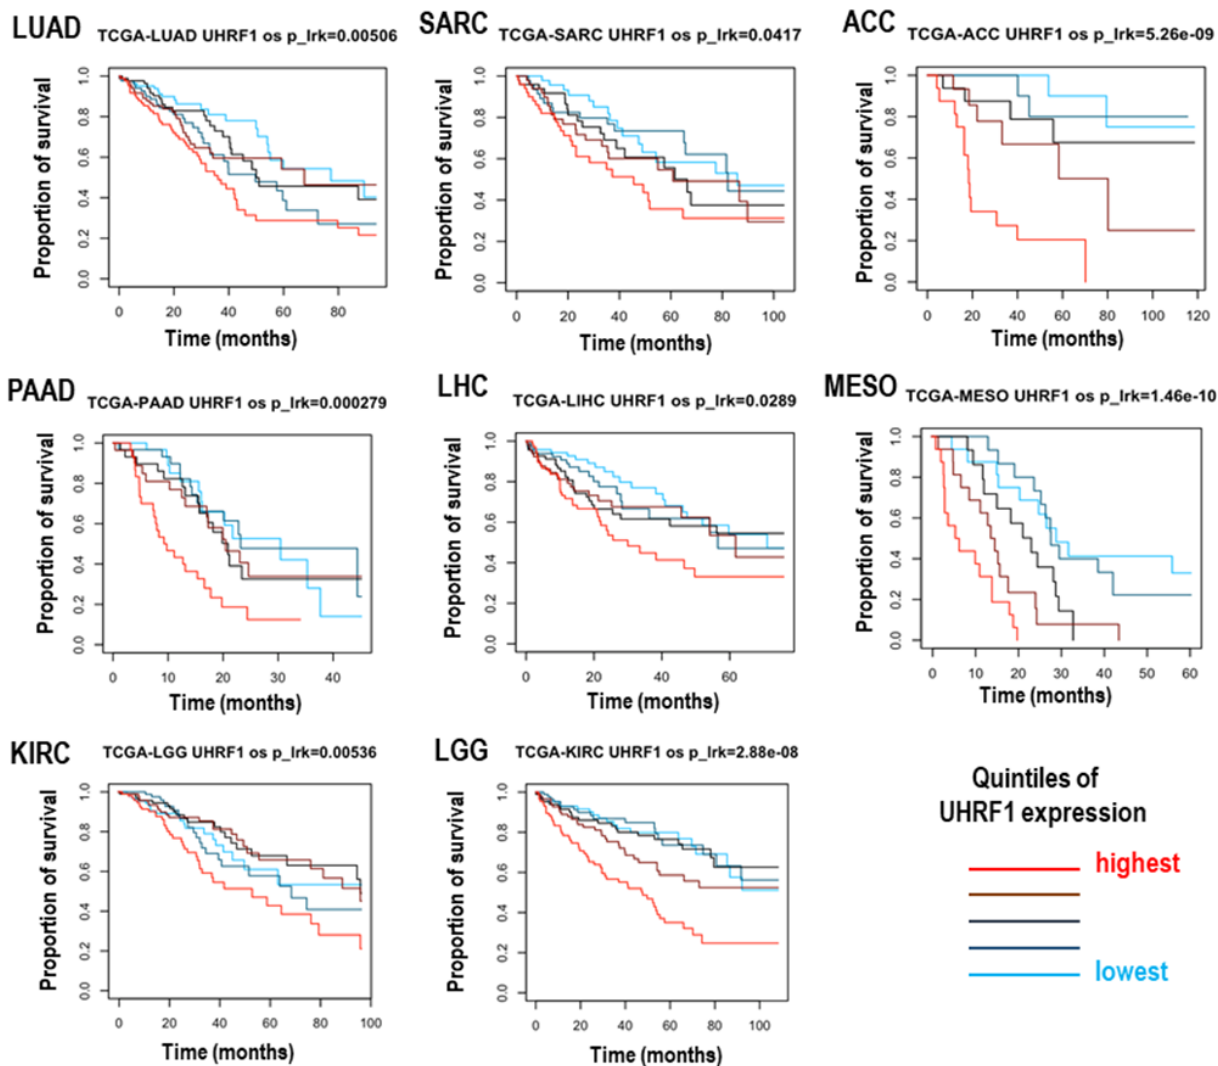 LUAD
TCGA-LUAD UHRF1 os p_lrk=0.00506
Proportion of survival
0.0 0.2 0.4 0.6 0.8 1.0
0 20 40 60 80
Time (months)
SARC
TCGA-SARC UHRF1 os p_lrk=0.0417
Proportion of survival
0.0 0.2 0.4 0.6 0.8 1.0
0 20 40 60 80 100
Time (months)
ACC
TCGA-ACC UHRF1 os p_lrk=5.26e-09
Proportion of survival
0.0 0.2 0.4 0.6 0.8 1.0
0 20 40 60 80 100 120
Time (months)
PAAD
TCGA-PAAD UHRF1 os p_lrk=0.000279
Proportion of survival
0.0 0.2 0.4 0.6 0.8 1.0
0 10 20 30 40
Time (months)
LHC
TCGA-LIHC UHRF1 os p_lrk=0.0289
Proportion of survival
0.0 0.2 0.4 0.6 0.8 1.0
0 20 40 60
Time (months)
MESO
TCGA-MESO UHRF1 os p_lrk=1.46e-10
Proportion of survival
0.0 0.2 0.4 0.6 0.8 1.0
0 10 20 30 40 50 60
Time (months)
KIRC
TCGA-LGG UHRF1 os p_lrk=0.00536
Proportion of survival
0.0 0.2 0.4 0.6 0.8 1.0
0 20 40 60 80 100
Time (months)
LGG
TCGA-KIRC UHRF1 os p_lrk=2.88e-08
Proportion of survival
0.0 0.2 0.4 0.6 0.8 1.0
0 20 40 60 80 100
Time (months)
Quintiles of
UHRF1 expression
highest
lowest